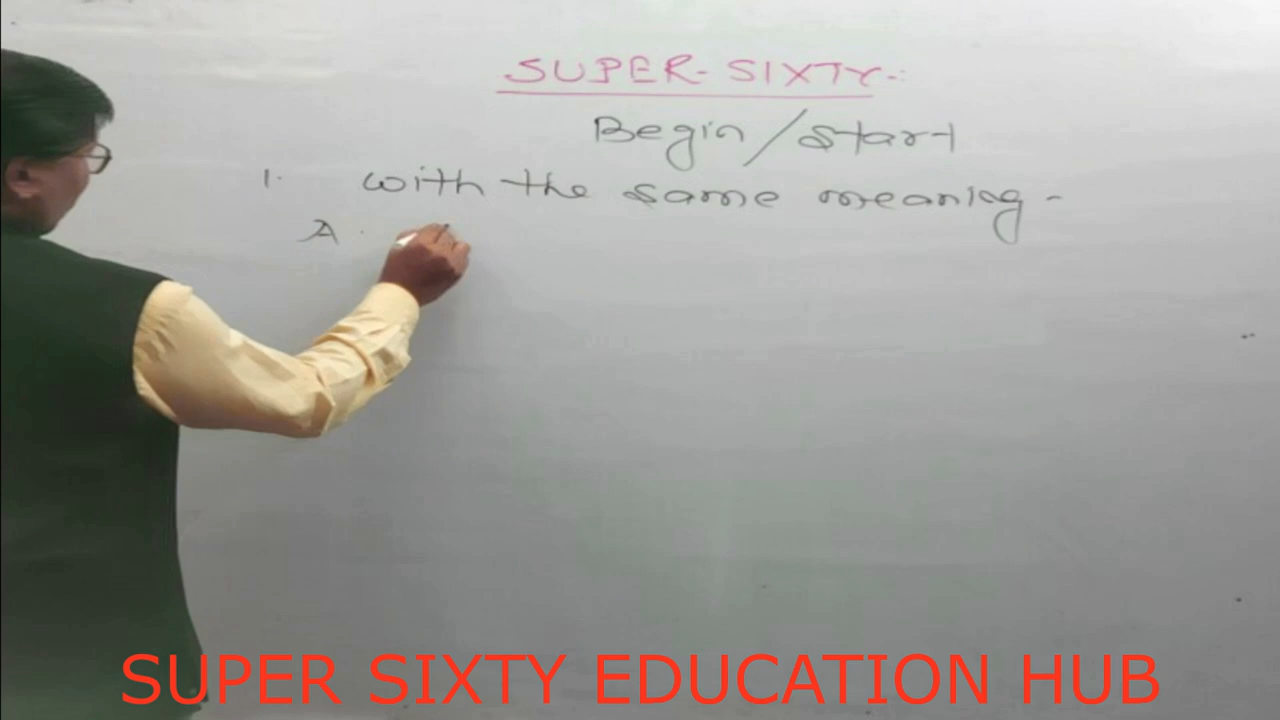 SUPER-SIXTY-:
Begin/Start
1. with the same meaning-
A.
SUPER SIXTY EDUCATION HUB